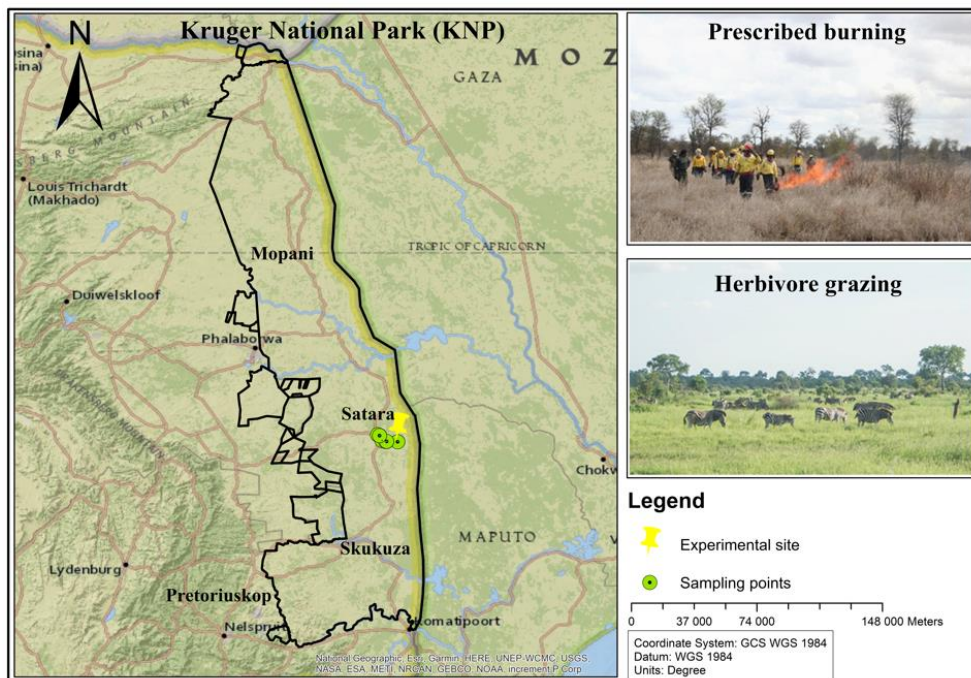 Kruger National Park (KNP)
N
M O Z
GAZA
Louis Trichardt
(Makhado)
Mopani
TROPIC OF CAPRICORN
Duiwelskloof
Phalaborwa
Satara
Chokw
MAPUTO
Skukuza
Lydenburg
Pretoriuskop
Nelspruit
Komatipoort
National Geographic, Esri, Garmin, HERE, UNEP-WCMC, USGS,
NASA, ESA, METI, NRCAN, GEBCO, NOAA, increment P Corp.
Prescribed burning
Herbivore grazing
Legend
Experimental site
Sampling points
0 37 000 74 000 148 000 Meters
Coordinate System: GCS WGS 1984
Datum: WGS 1984
Units: Degree